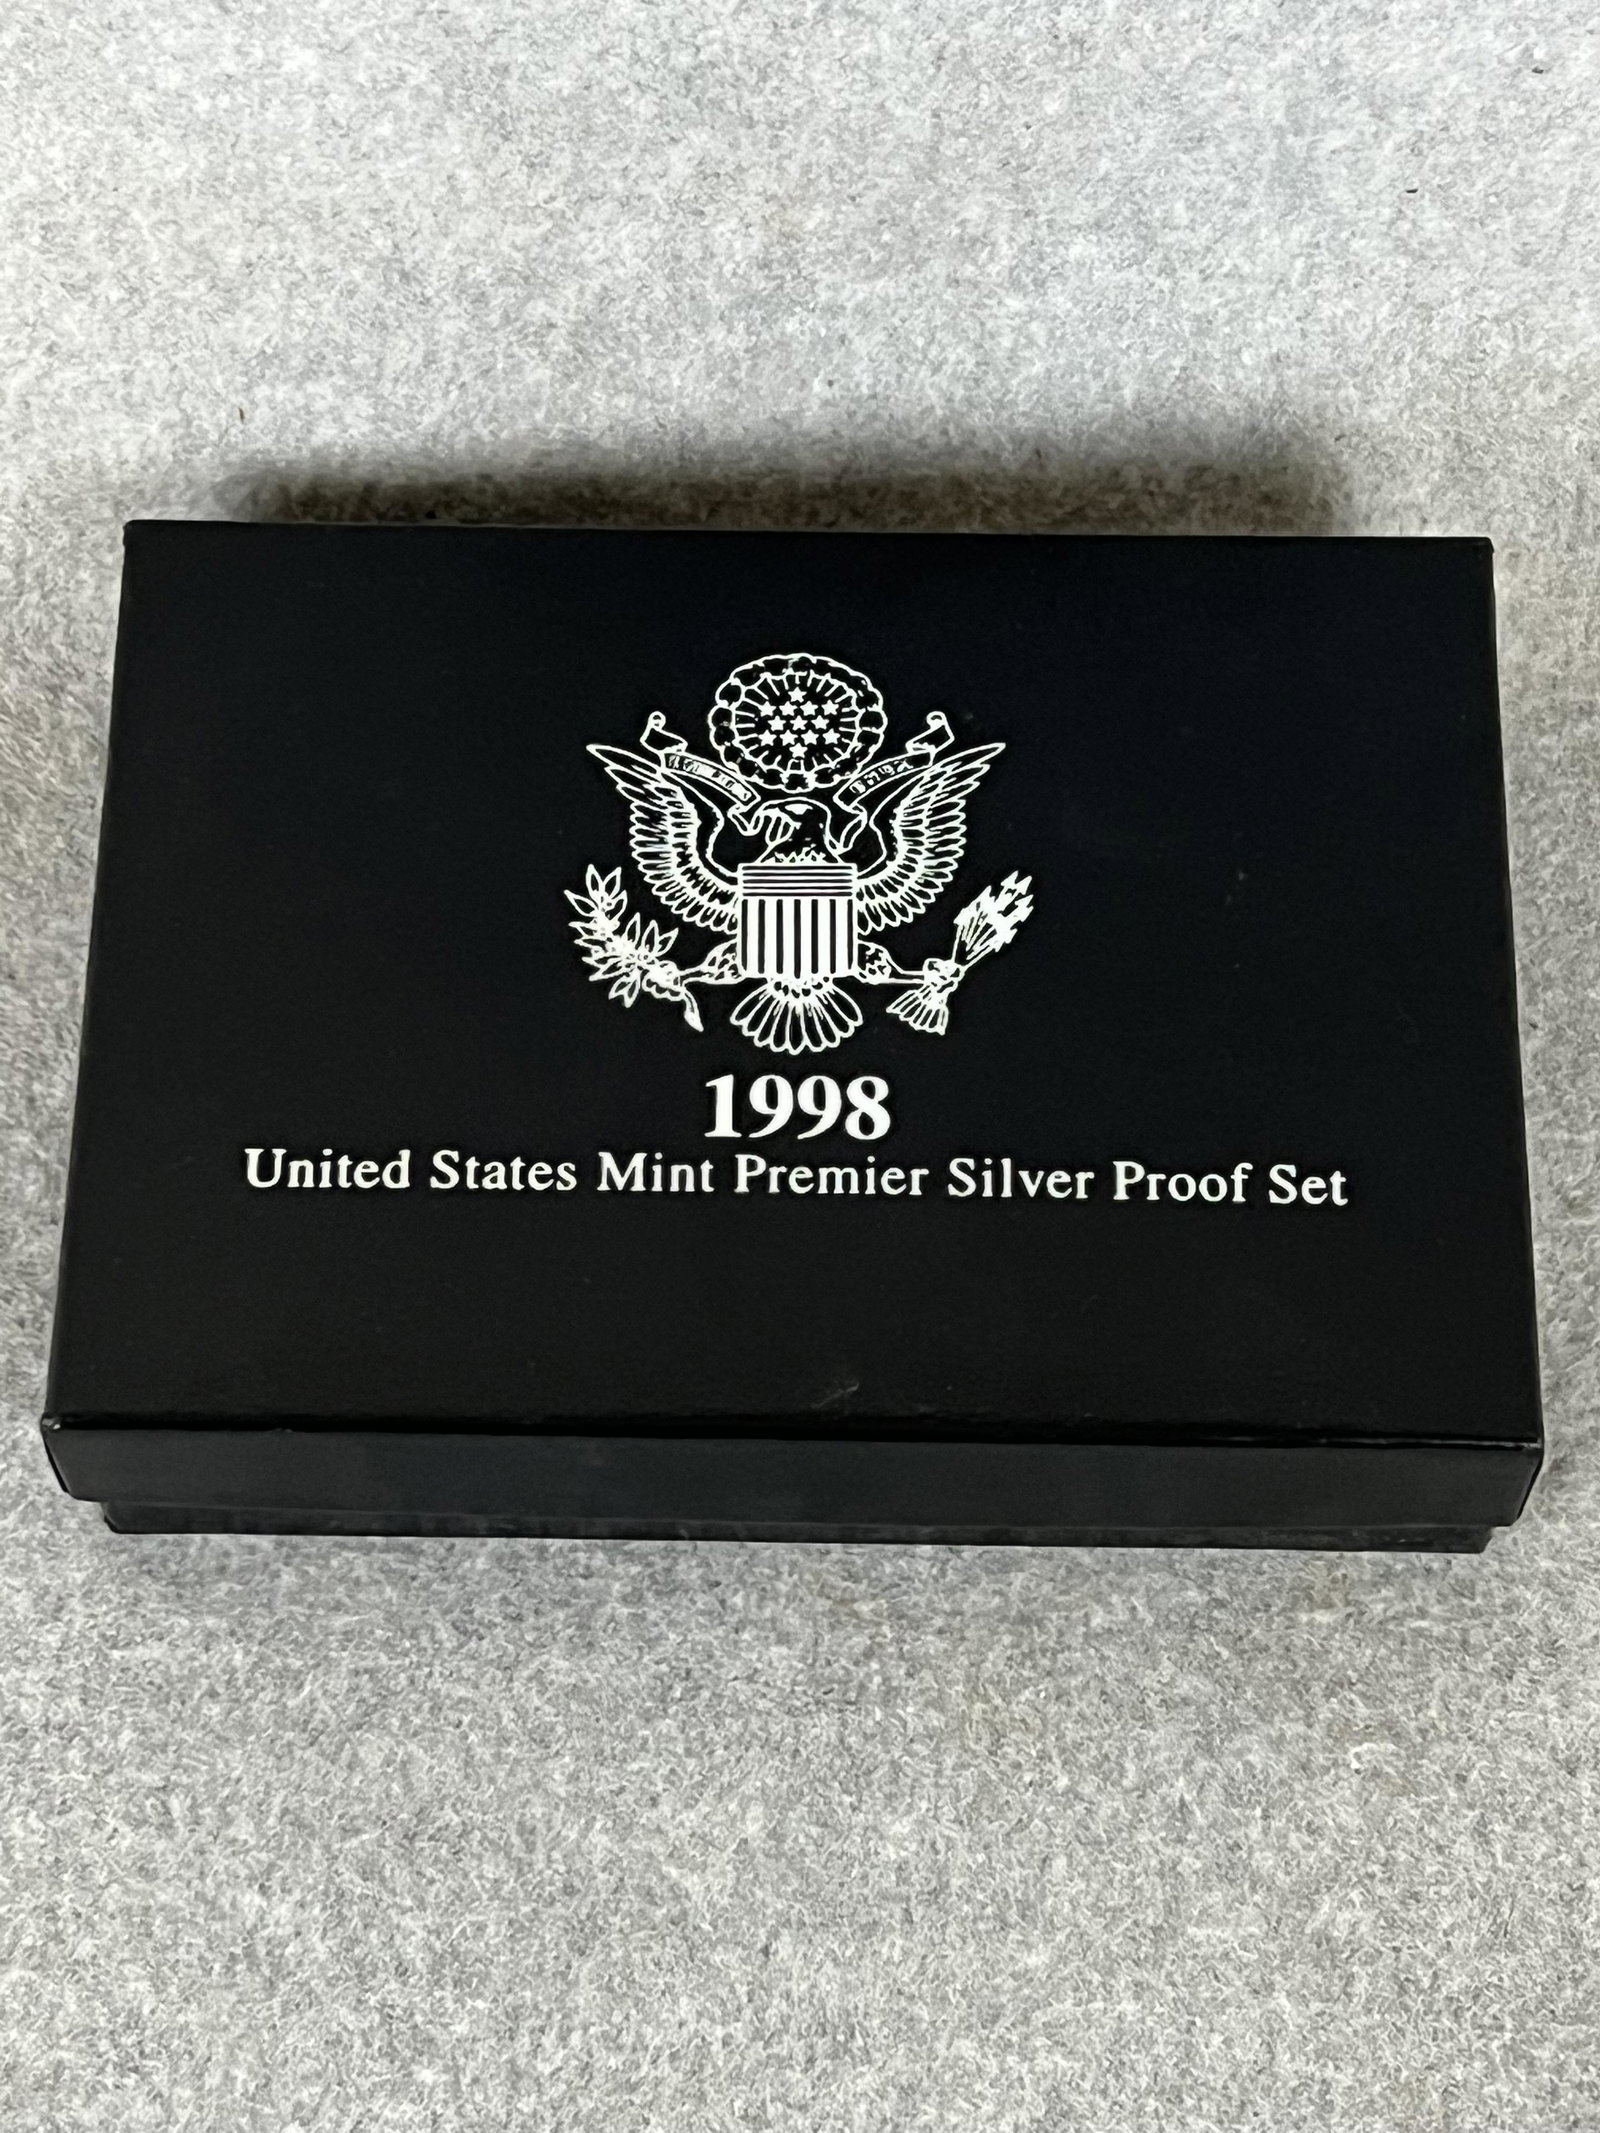 1998
United States Mint Premier Silver Proof Set